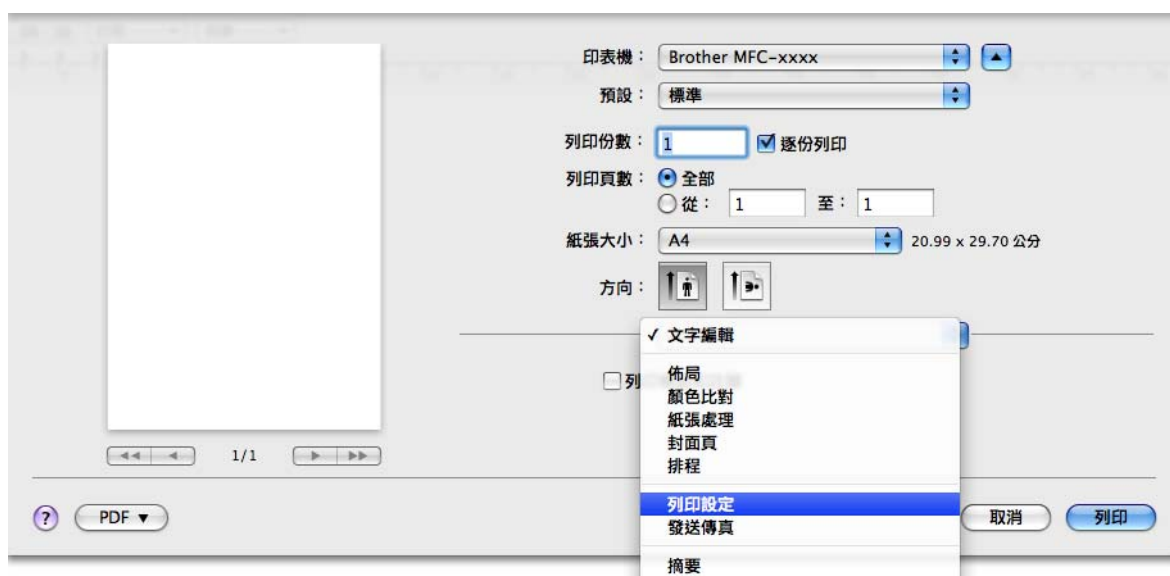 印表機： Brother MFC-xxxx
預設： 標準
列印份數： 1 逐份列印
列印頁數： 全部
從： 1 至： 1
紙張大小： A4 20.99 x 29.70 公分
方向：
✓ 文字編輯
列
佈局
顏色比對
紙張處理
封面頁
排程
列印設定
發送傳真
摘要
1/1
? PDF ▼ 取消 列印